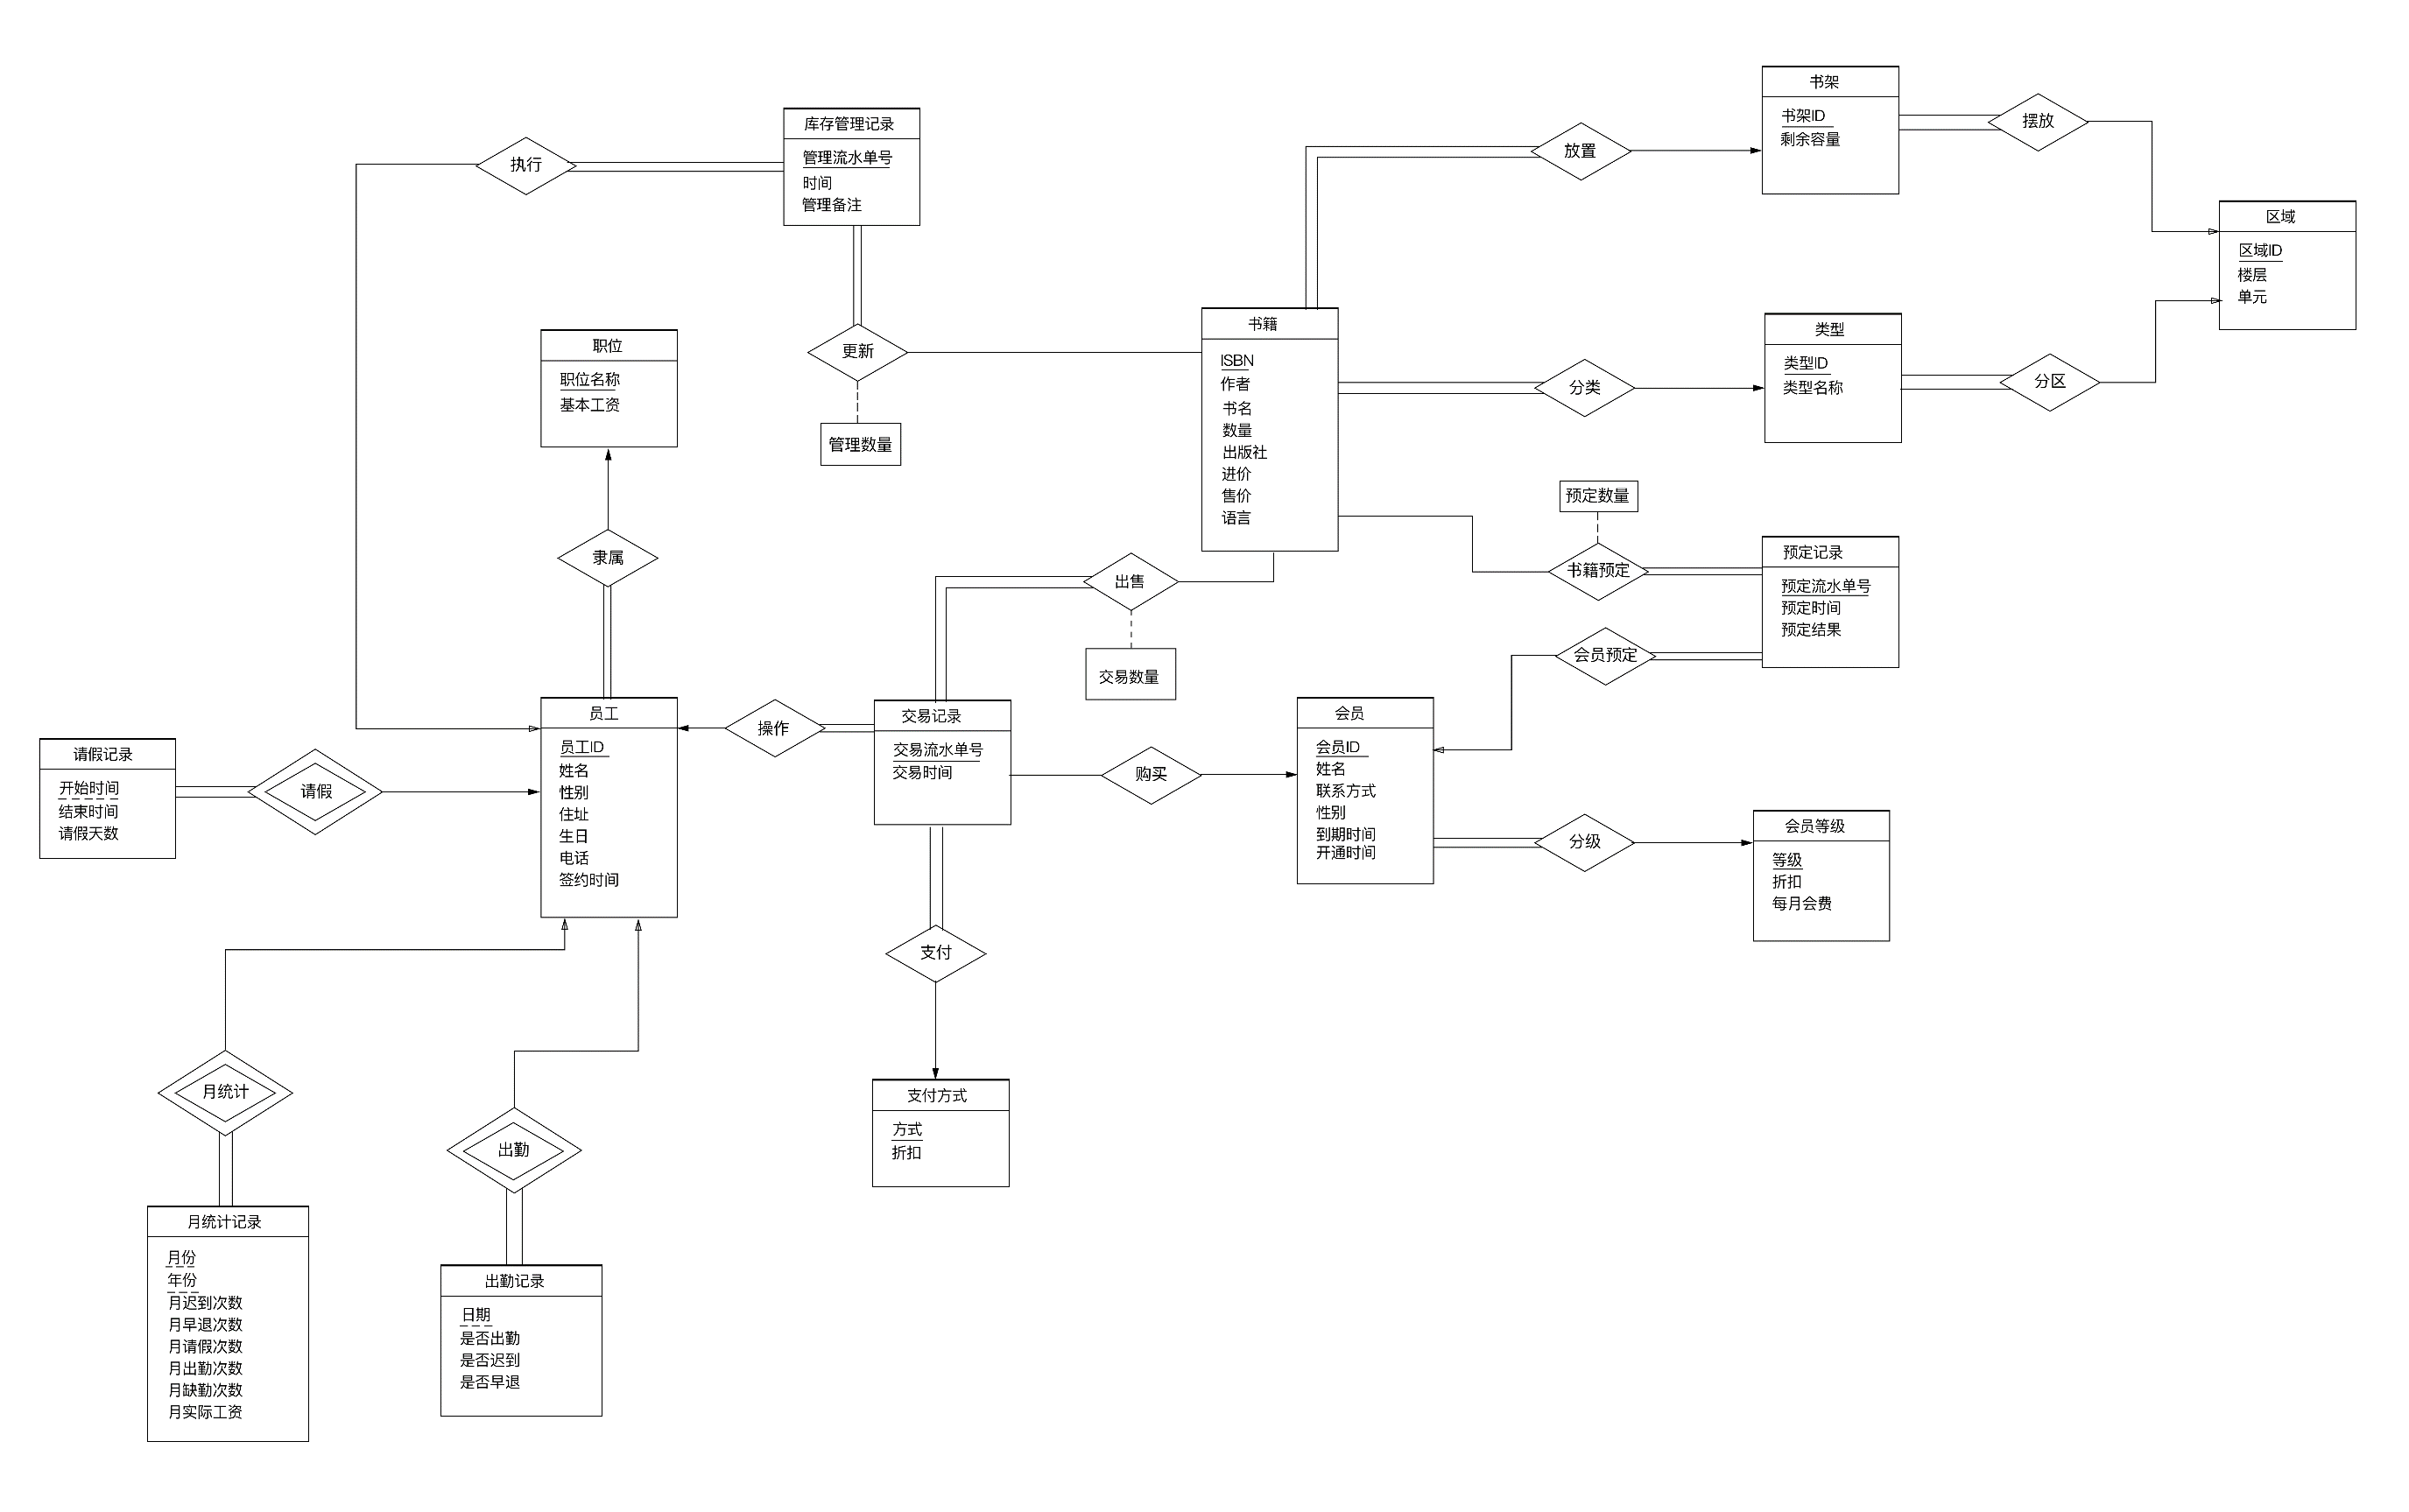 书架
书架ID
剩余容量
摆放
库存管理记录
管理流水单号
时间
管理备注
执行
放置
区域
区域ID
楼层
单元
书籍
ISBN
作者
书名
数量
出版社
进价
售价
语言
类型
类型ID
类型名称
分类
分区
职位
职位名称
基本工资
更新
管理数量
预定数量
书籍预定
预定记录
预定流水单号
预定时间
预定结果
隶属
出售
交易数量
会员预定
员工
员工ID
姓名
性别
住址
生日
电话
签约时间
操作
交易记录
交易流水单号
交易时间
购买
会员
会员ID
姓名
联系方式
性别
到期时间
开通时间
请假记录
开始时间
结束时间
请假天数
请假
分级
会员等级
等级
折扣
每月会费
支付
月统计
出勤
支付方式
方式
折扣
月统计记录
月份
年份
月迟到次数
月早退次数
月请假次数
月出勤次数
月缺勤次数
月实际工资
出勤记录
日期
是否出勤
是否迟到
是否早退